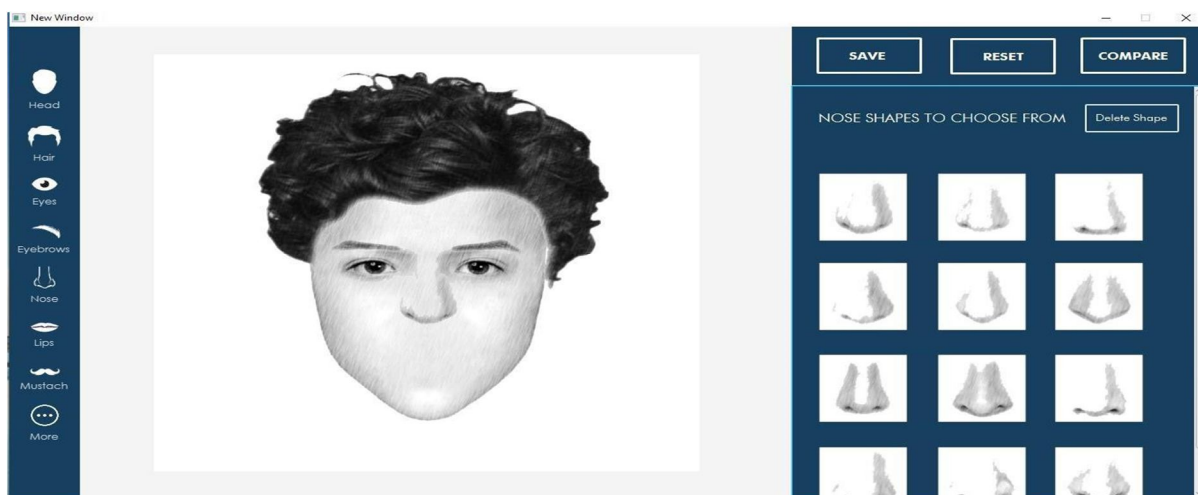 New Window
Head
Hair
Eyes
Eyebrows
Nose
Lips
Mustach
More
SAVE
RESET
COMPARE
NOSE SHAPES TO CHOOSE FROM
Delete Shape